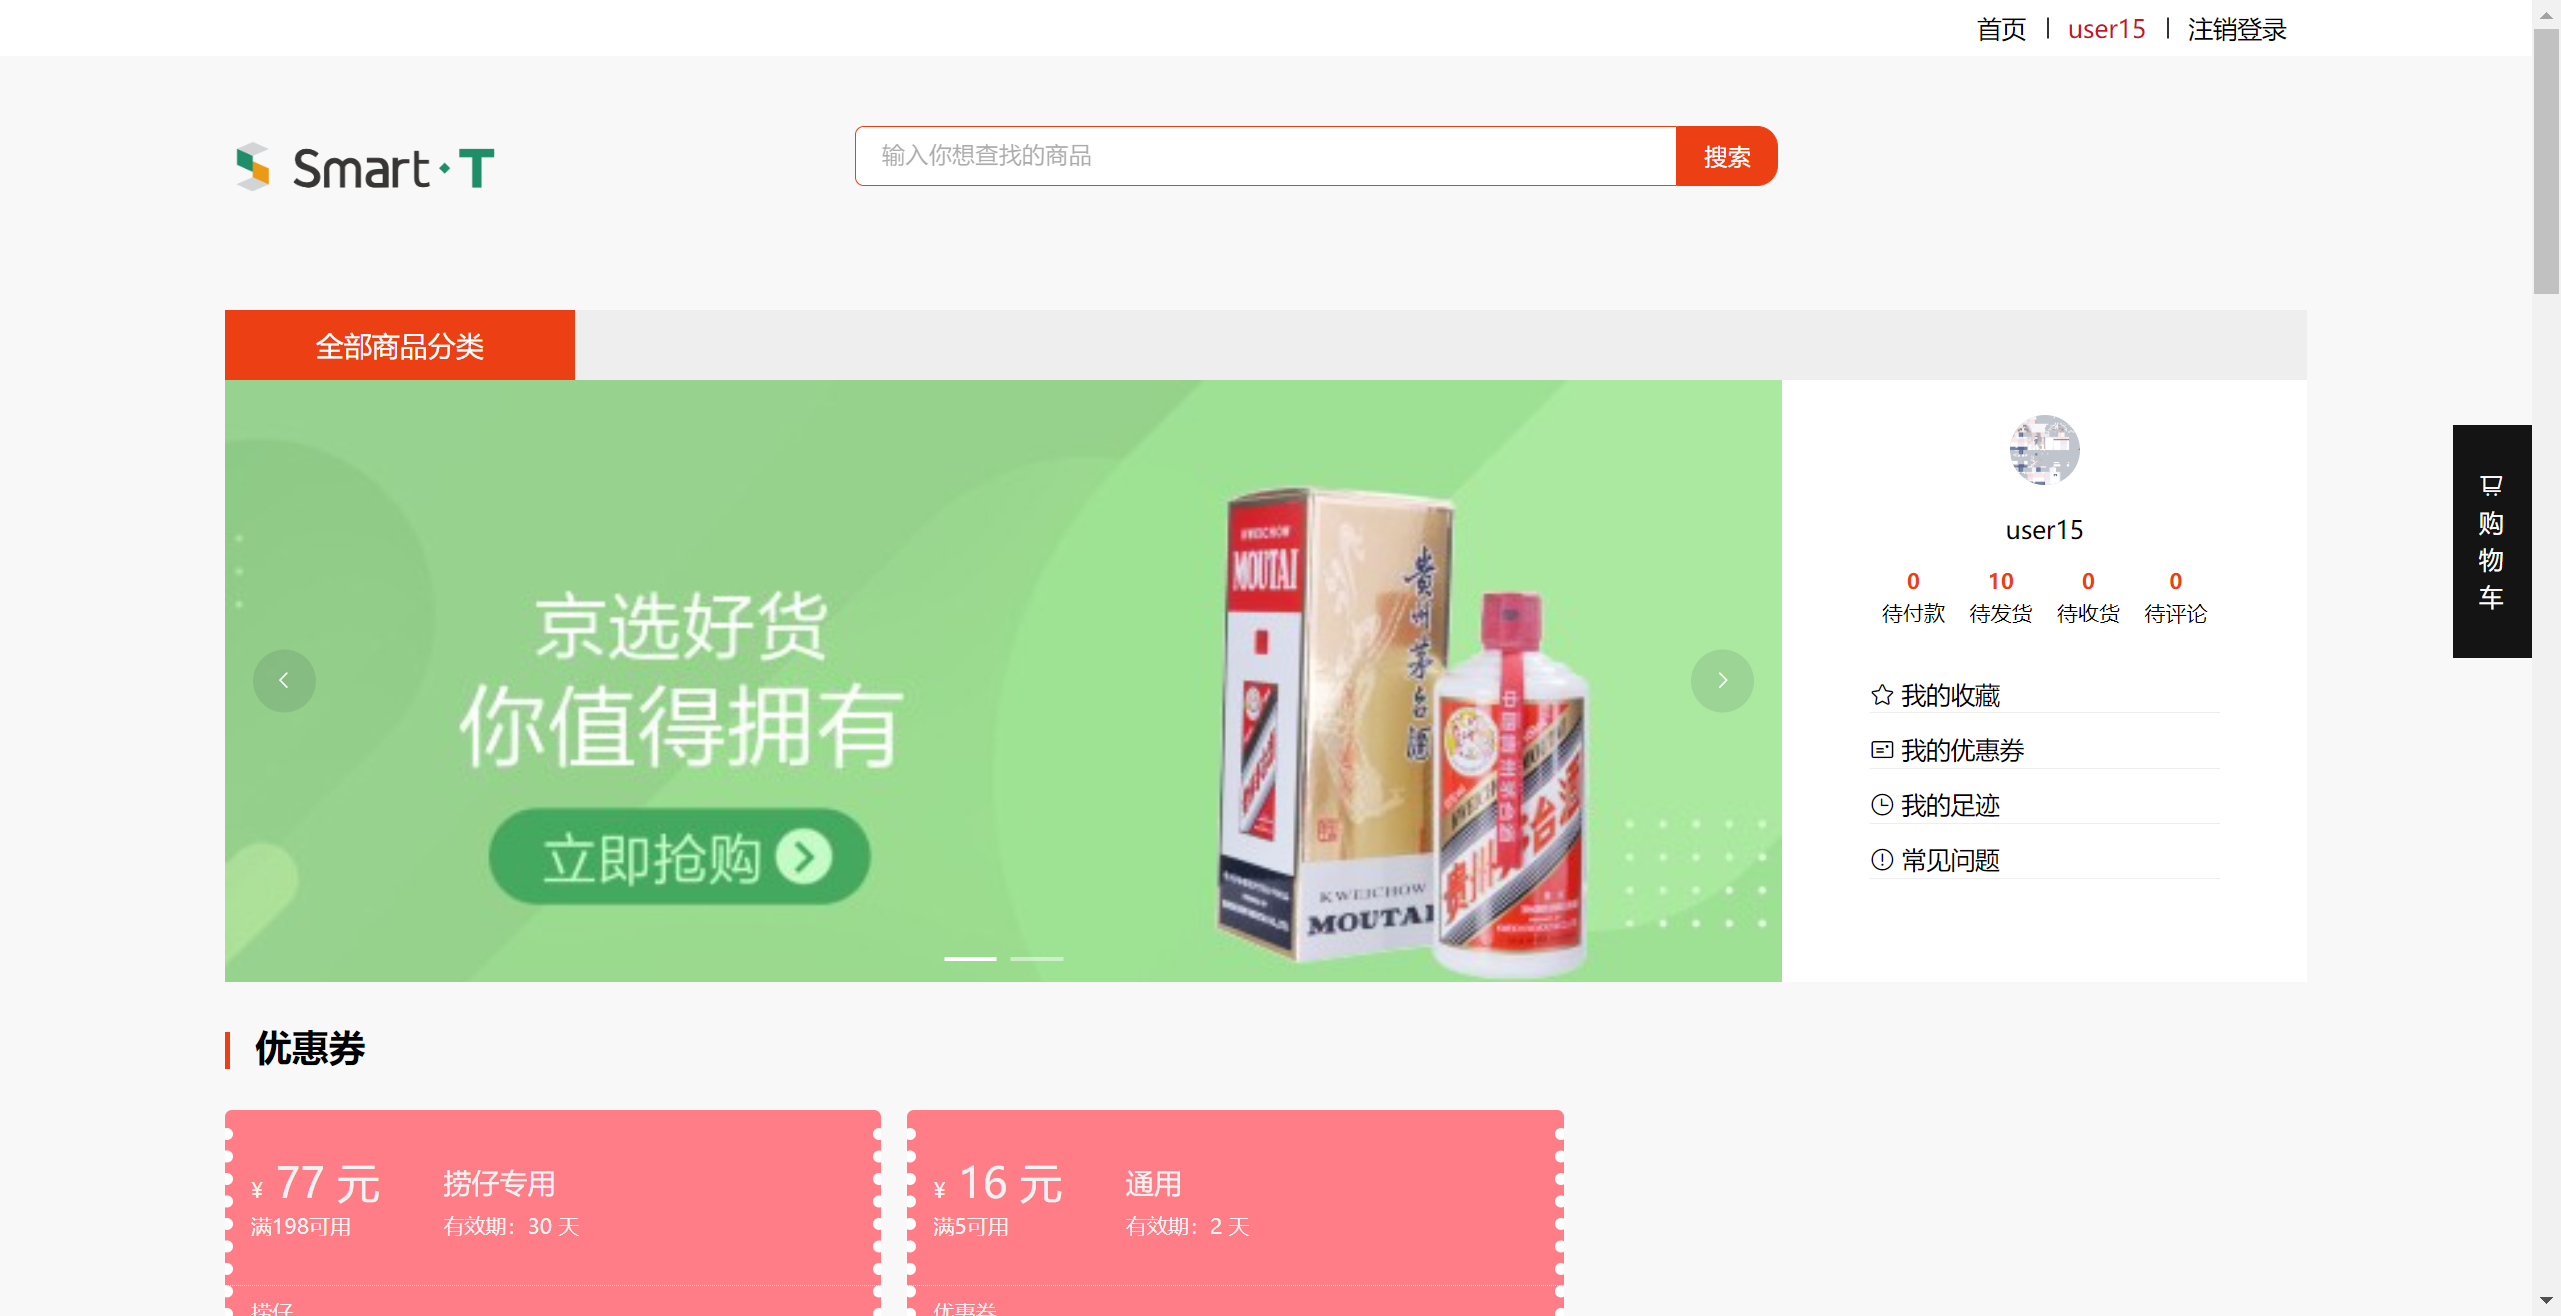 首页 | user15 | 注销登录
Smart·T
输入你想查找的商品
搜索
全部商品分类
京选好货
你值得拥有
立即抢购
MOUTAI
贵州茅台酒
KWEICHOW
MOUTAI
中国贵州茅台酒
user15
0 10 0 0
待付款 待发货 待收货 待评论
我的收藏
我的优惠券
我的足迹
常见问题
购物车
优惠券
¥ 77 元 捞仔专用
满198可用 有效期：30 天
捞仔
¥ 16 元 通用
满5可用 有效期：2 天
优惠券